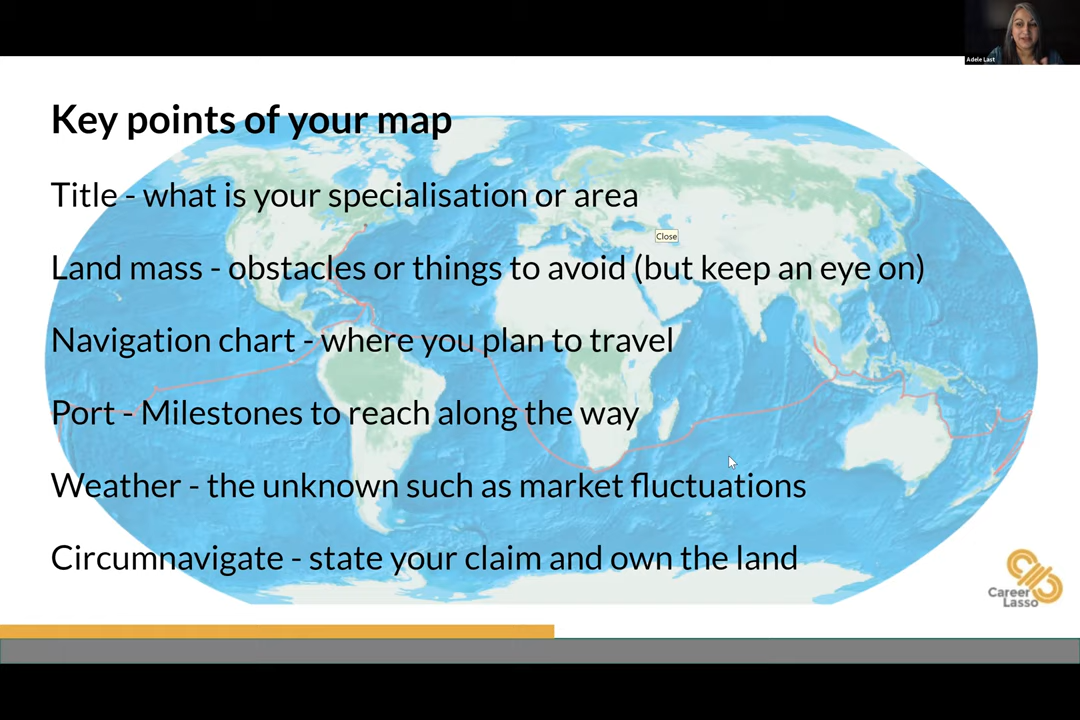 Adele Last
Key points of your map
Title - what is your specialisation or area
Close
Land mass - obstacles or things to avoid (but keep an eye on)
Navigation chart - where you plan to travel
Port - Milestones to reach along the way
Weather - the unknown such as market fluctuations
Circumnavigate - state your claim and own the land
Career
Lasso